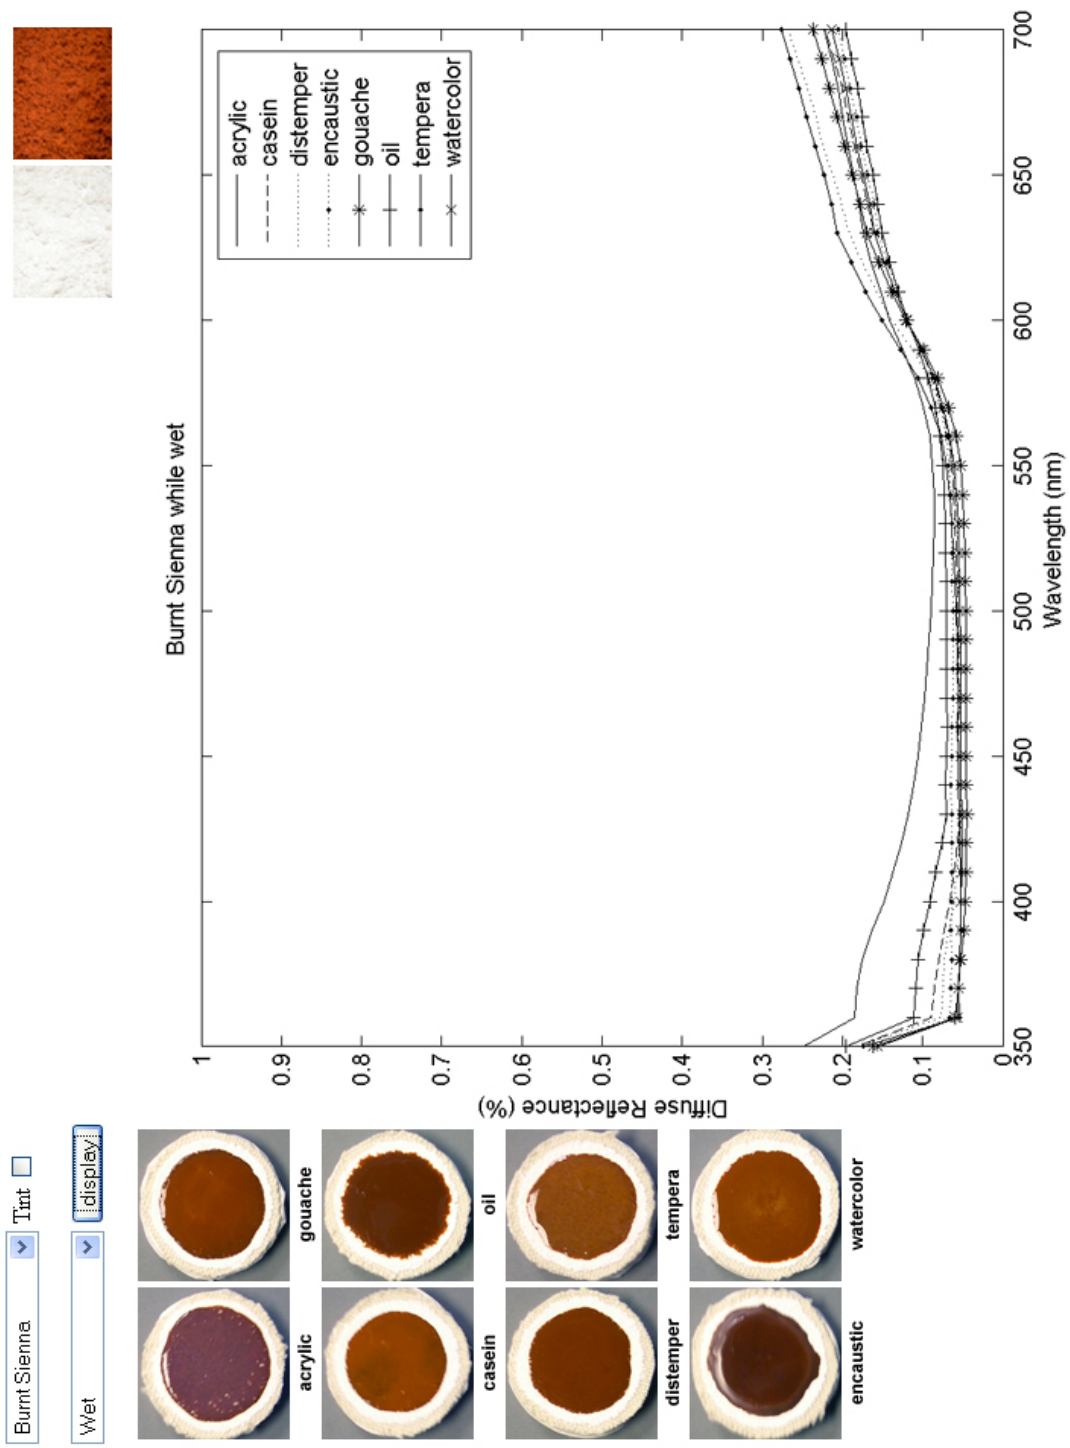 Burnt Sienna Tint
Wet display
acrylic gouache
casein oil
distemper tempera
encaustic watercolor
Burnt Sienna while wet
Diffuse Reflectance (%)
1
0.9
0.8
0.7
0.6
0.5
0.4
0.3
0.2
0.1
0
acrylic
casein
distemper
encaustic
gouache
oil
tempera
watercolor
350 400 450 500 550 600 650 700
Wavelength (nm)